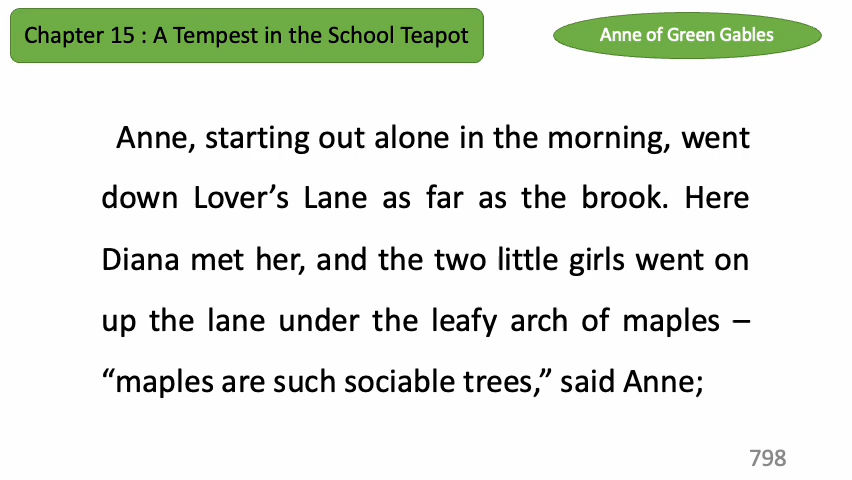 Chapter 15 : A Tempest in the School Teapot
Anne of Green Gables
Anne, starting out alone in the morning, went
down Lover’s Lane as far as the brook. Here
Diana met her, and the two little girls went on
up the lane under the leafy arch of maples –
“maples are such sociable trees,” said Anne;
798